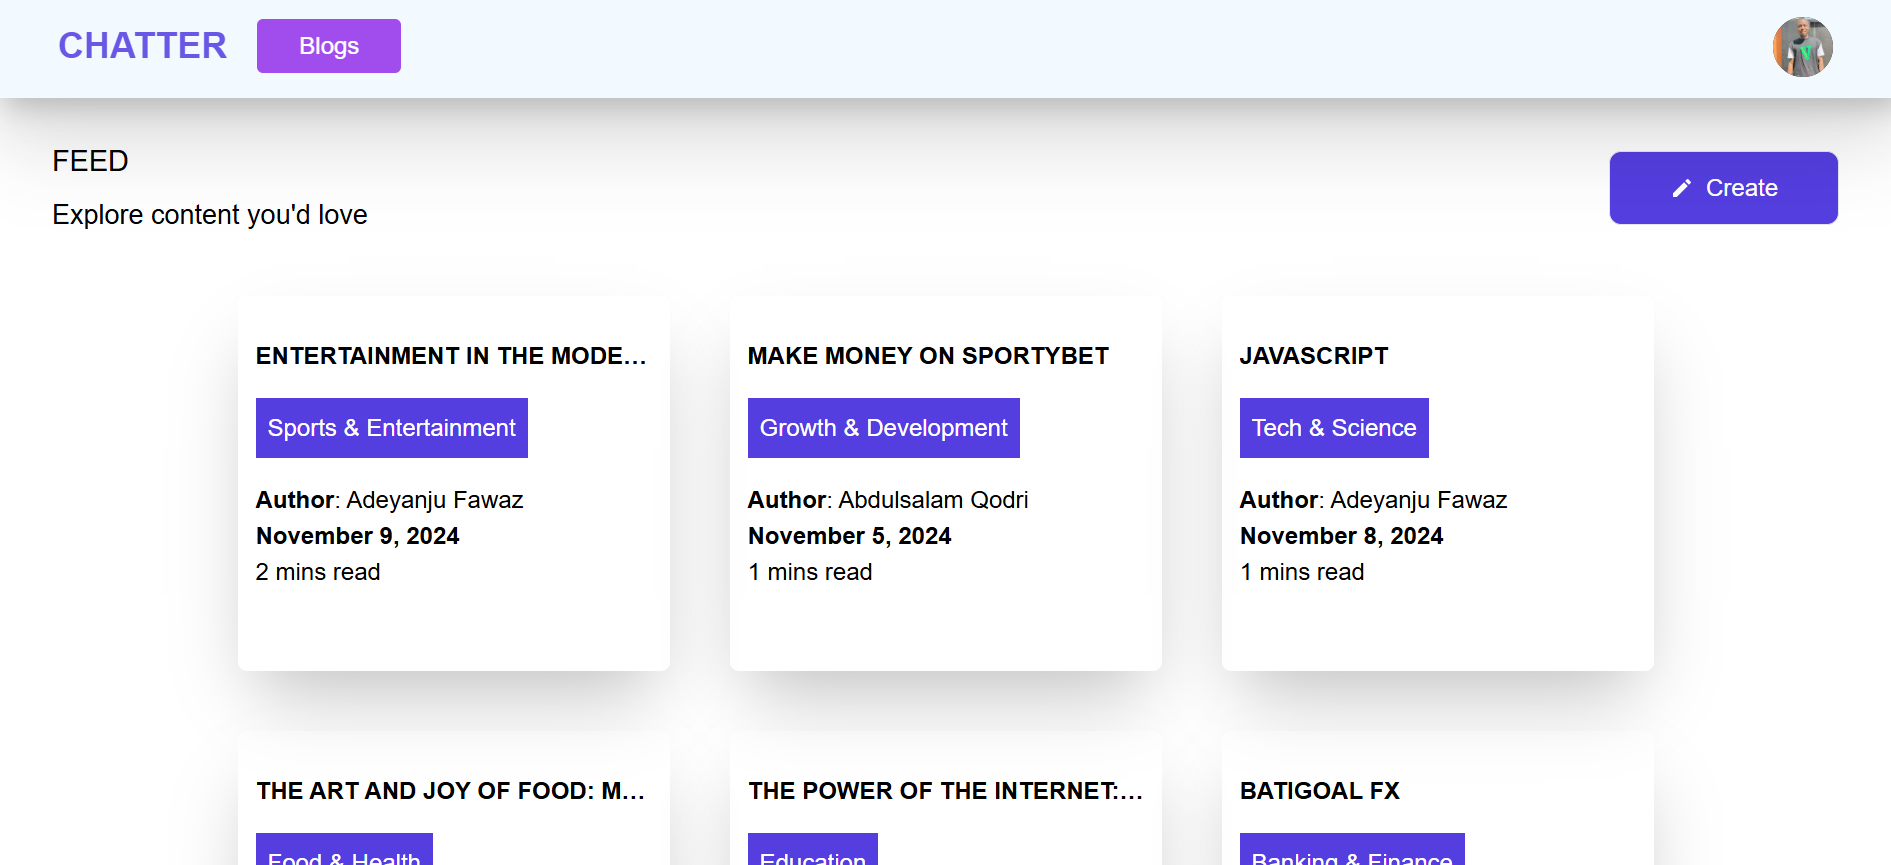 CHATTER
Blogs
FEED
Explore content you'd love
Create
ENTERTAINMENT IN THE MODE...
Sports & Entertainment
Author: Adeyanju Fawaz
November 9, 2024
2 mins read
MAKE MONEY ON SPORTYBET
Growth & Development
Author: Abdulsalam Qodri
November 5, 2024
1 mins read
JAVASCRIPT
Tech & Science
Author: Adeyanju Fawaz
November 8, 2024
1 mins read
THE ART AND JOY OF FOOD: M...
Food & Health
THE POWER OF THE INTERNET:...
Education
BATIGOAL FX
Banking & Finance